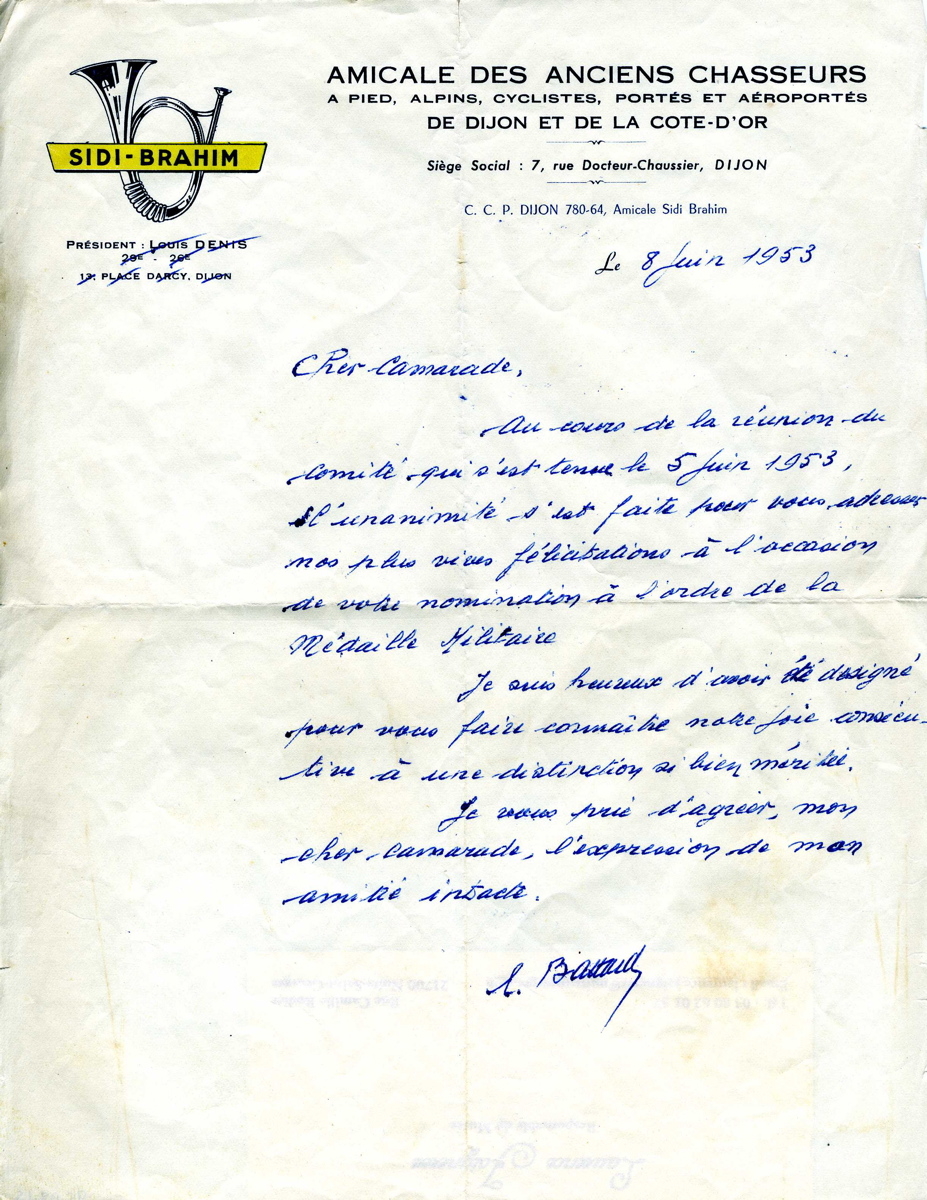 AMICALE DES ANCIENS CHASSEURS
A PIED, ALPINS, CYCLISTES, PORTÉS ET AÉROPORTÉS
DE DIJON ET DE LA COTE-D'OR
Siège Social : 7, rue Docteur-Chaussier, DIJON
C. C. P. DIJON 780-64, Amicale Sidi Brahim
SIDI-BRAHIM
PRÉSIDENT : LOUIS DENIS
29E - 26E
13, PLACE DARCY, DIJON
Le 8 Juin 1953
Cher Camarade,
Au cours de la réunion du
comité qui s'est tenue le 5 Juin 1953,
l'unanimité s'est faite pour vous adresser
nos plus vives félicitations à l'occasion
de votre nomination à l'ordre de la
Médaille Militaire
Je suis heureux d'avoir été désigné
pour vous faire connaître notre joie consécu-
tive à une distinction si bien méritée.
Je vous prie d'agréer, mon
cher camarade, l'expression de mon
amitié intacte.